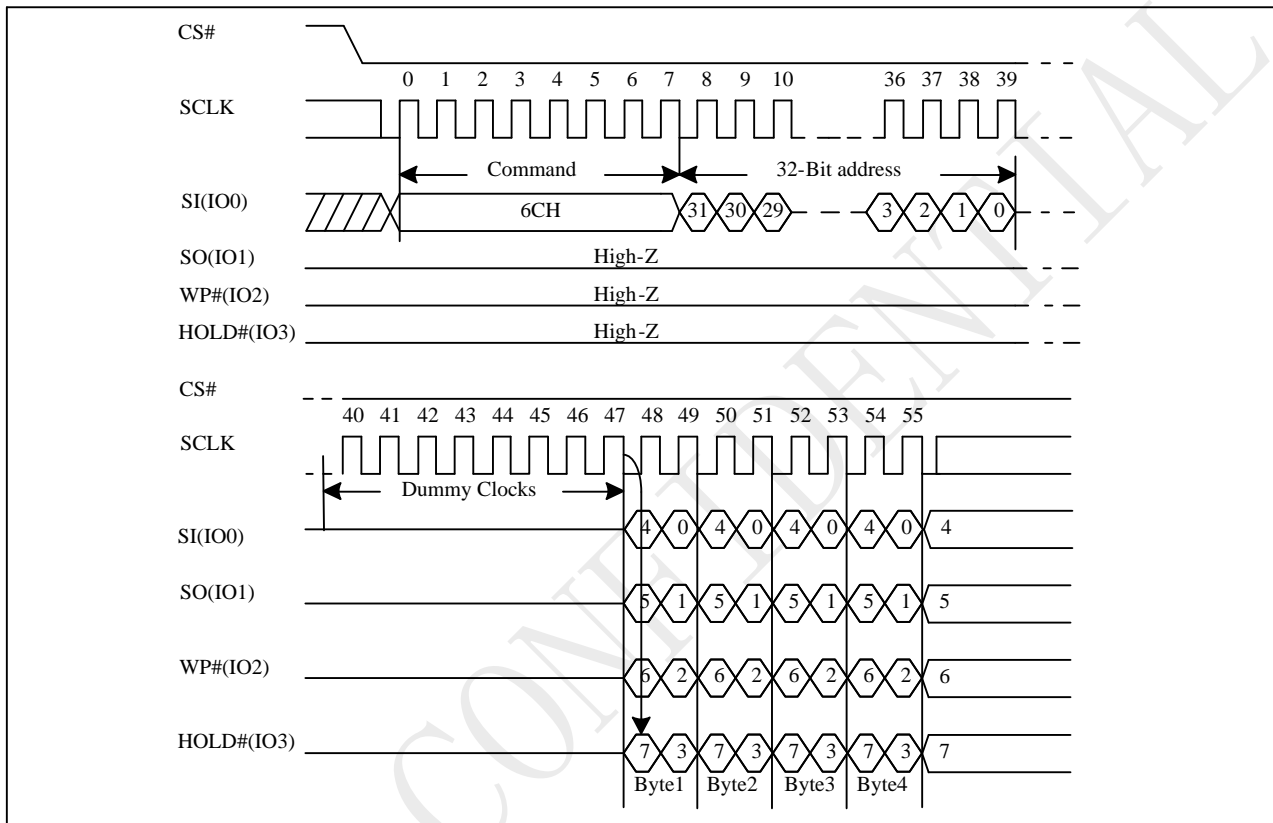 CS#
0 1 2 3 4 5 6 7 8 9 10 36 37 38 39
SCLK
Command 32-Bit address
SI(IO0) 6CH 31 30 29 3 2 1 0
SO(IO1) High-Z
WP#(IO2) High-Z
HOLD#(IO3) High-Z
CS#
40 41 42 43 44 45 46 47 48 49 50 51 52 53 54 55
SCLK
Dummy Clocks
SI(IO0) 4 0 4 0 4 0 4 0 4
SO(IO1) 5 1 5 1 5 1 5 1 5
WP#(IO2) 6 2 6 2 6 2 6 2 6
HOLD#(IO3) 7 3 7 3 7 3 7 3 7
Byte1 Byte2 Byte3 Byte4
CONFIDENTIAL